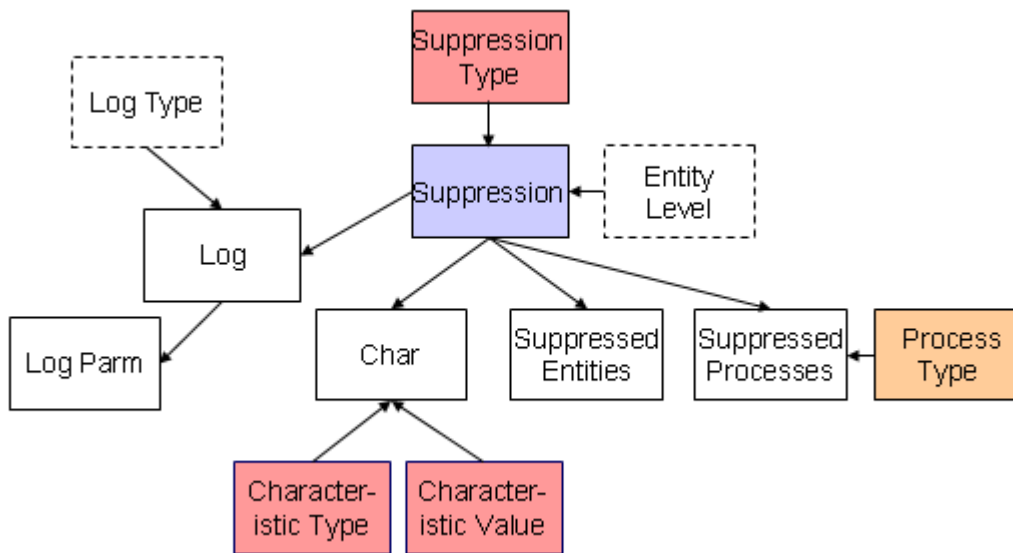 Suppression
Type
Log Type
Suppression
Entity
Level
Log
Log Parm
Char
Suppressed
Entities
Suppressed
Processes
Process
Type
Character-
istic Type
Character-
istic Value